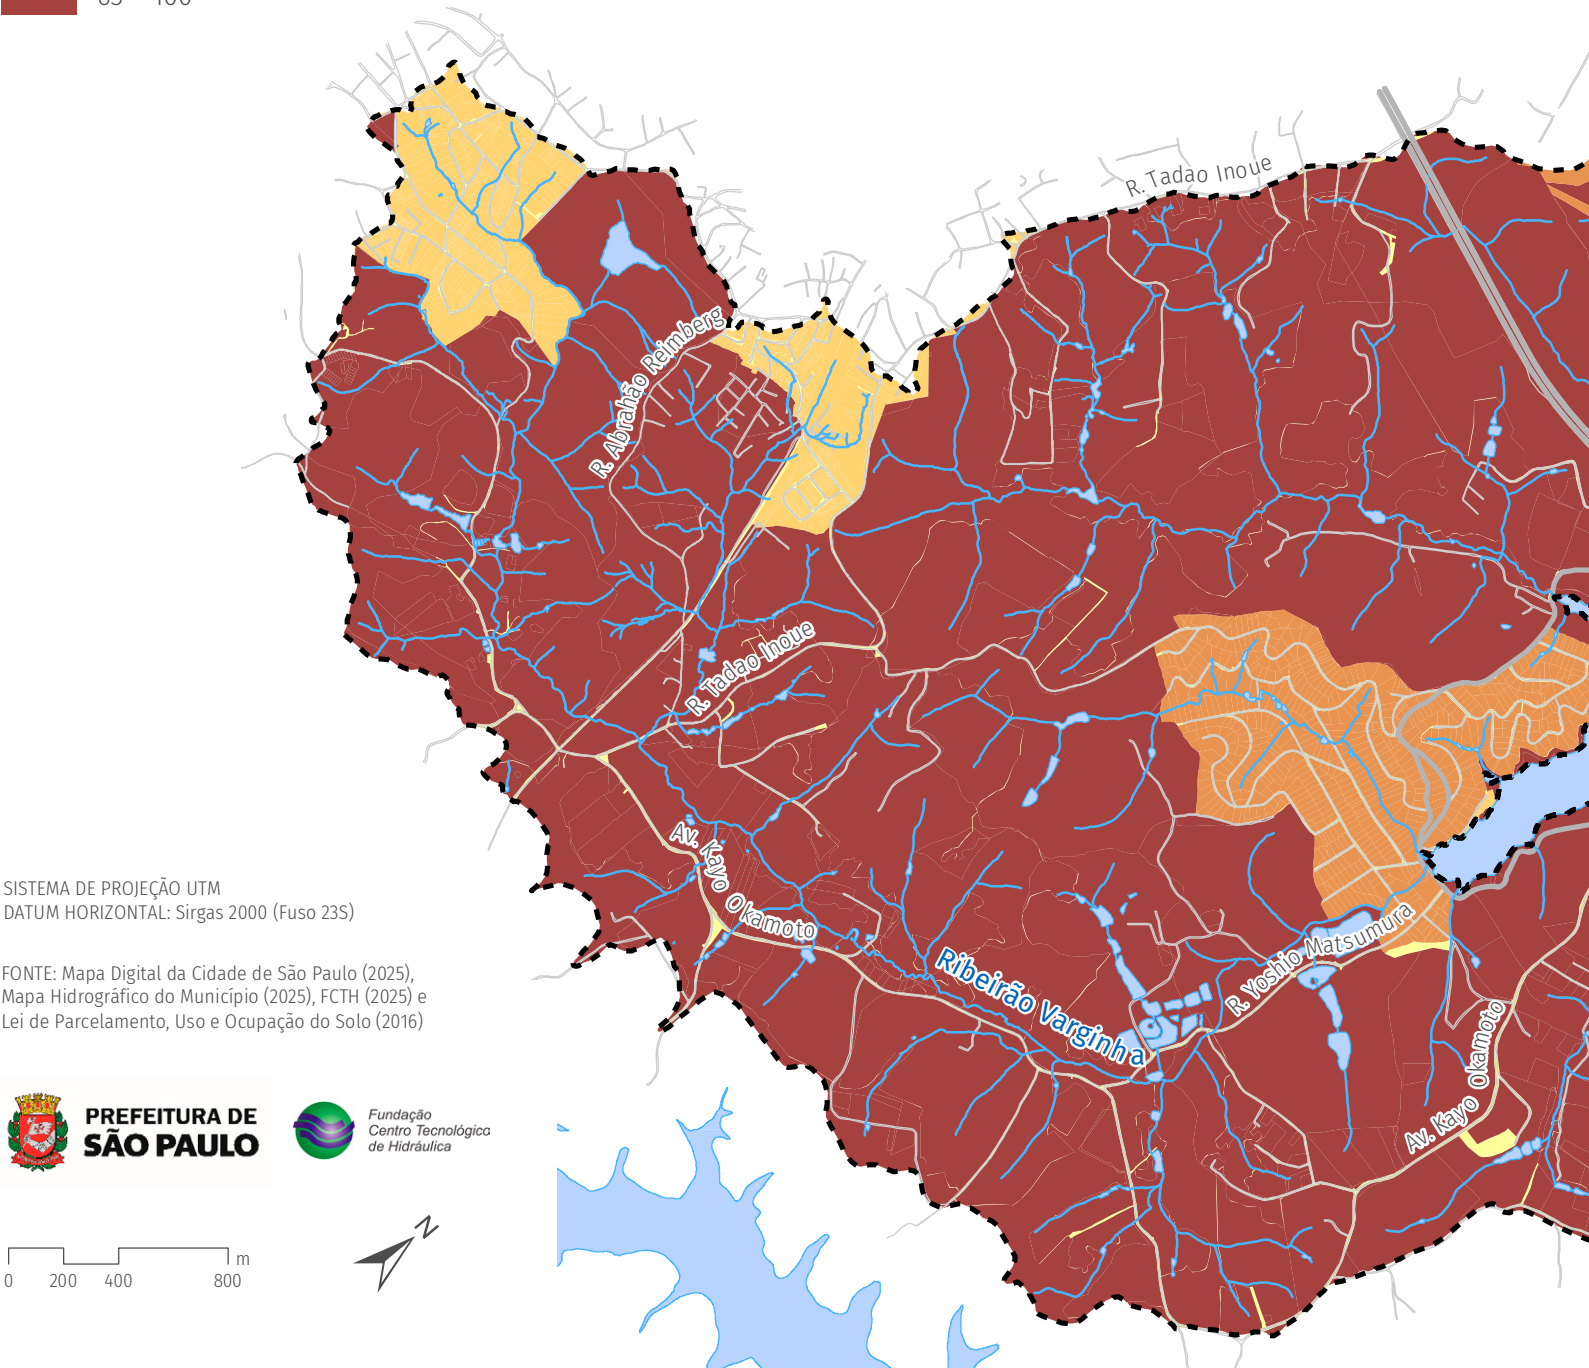 R. Tadao Inoue
R. Abrahão Reimberg
R. Tadao Inoue
Av. Kayo Okamoto
Ribeirão Varginha
R. Yoshio Matsumura
Av. Kayo Okamoto
SISTEMA DE PROJEÇÃO UTM
DATUM HORIZONTAL: Sirgas 2000 (Fuso 23S)
FONTE: Mapa Digital da Cidade de São Paulo (2025),
Mapa Hidrográfico do Município (2025), FCTH (2025) e
Lei de Parcelamento, Uso e Ocupação do Solo (2016)
PREFEITURA DE
SÃO PAULO
Fundação
Centro Tecnológico
de Hidráulica
N
m
0 200 400 800